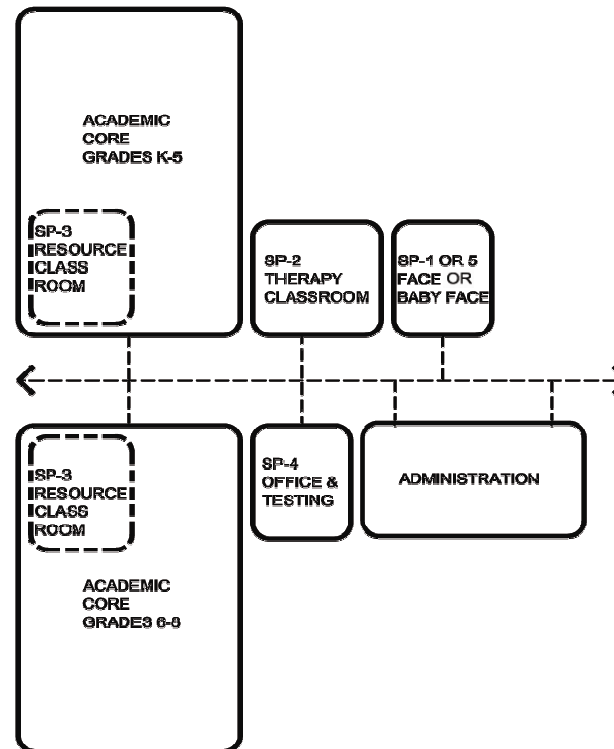 ACADEMIC
CORE
GRADES K-5
SP-3
RESOURCE
CLASS
ROOM
SP-2
THERAPY
CLASSROOM
SP-1 OR 5
FACE OR
BABY FACE
SP-3
RESOURCE
CLASS
ROOM
SP-4
OFFICE &
TESTING
ADMINISTRATION
ACADEMIC
CORE
GRADES 6-8